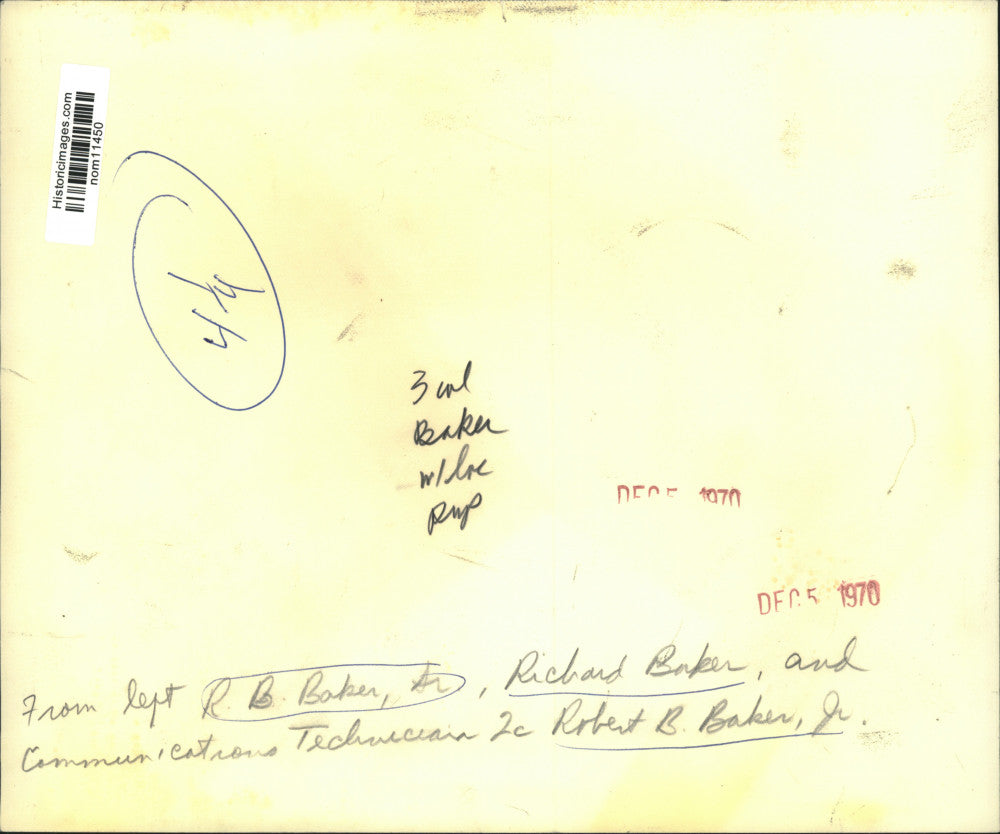 Historicimages.com
nom11450
3 col
Baker
w/loc
DEC 5 1970
DEC 5 1970
From left R. B. Baker, Sr, Richard Baker, and
Communications Technician 2c Robert B. Baker, Jr.